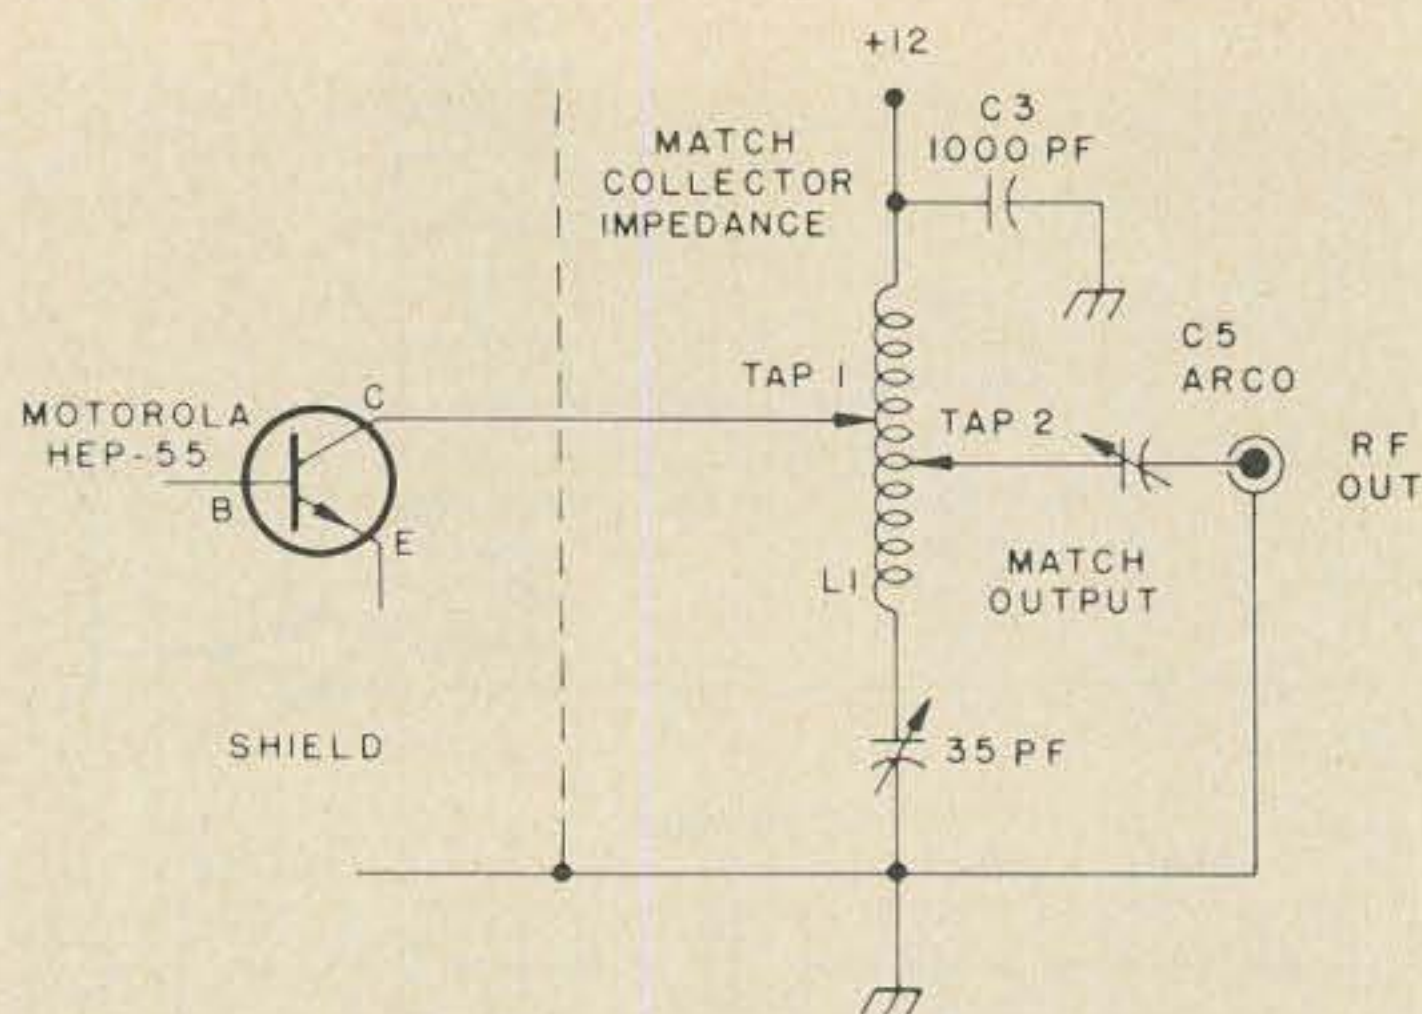 +12
C3
1000 PF
MATCH
COLLECTOR
IMPEDANCE
C5
ARCO
TAP 1
TAP 2
MOTOROLA
HEP-55
C
B
E
RF
OUT
MATCH
OUTPUT
L1
SHIELD
35 PF